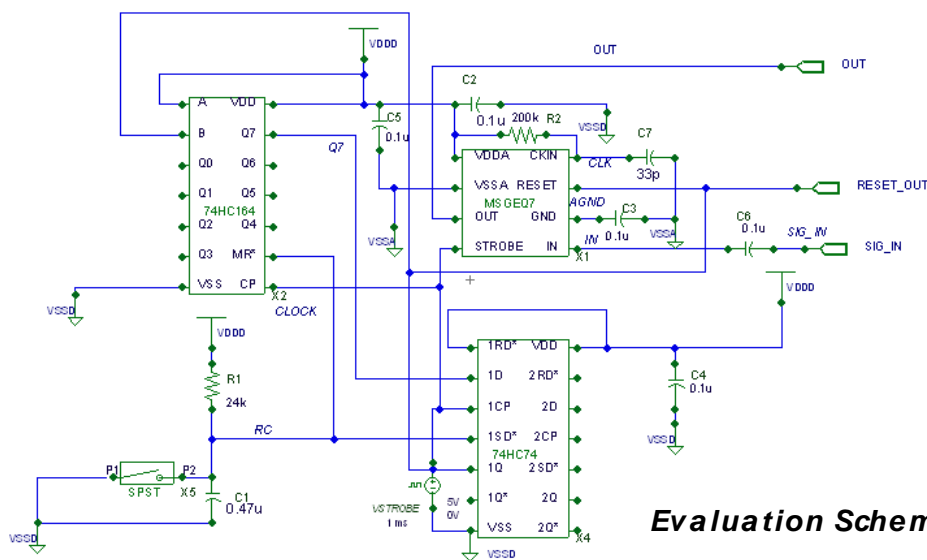 VDDD
OUT
OUT
A VDD
B Q7
Q0 Q6
Q1 Q5
74HC164
Q2 Q4
Q3 MR*
VSS CP
X2
CLOCK
VSSD
Q7
C5
0.1u
VSSA
C2
0.1u
VSSD
200k R2
C7
33p
VDDA CKIN
CLK
VSSA RESET
MSGEQ7
AGND
OUT GND
C3
0.1u
VSSA
STROBE IN
IN
X1
RESET_OUT
C6
0.1u
SIG_IN
SIG_IN
VDDD
VDDD
R1
24k
RC
P1 P2
SPST
X5
C1
0.47u
VSSD
1RD* VDD
1D 2RD*
1CP 2D
1SD* 2CP
74HC74
1Q 2SD*
1Q* 2Q
VSS 2Q*
X4
C4
0.1u
VSSD
VSTROBE
1 ms
5V
0V
VSSD
Evaluation Schem